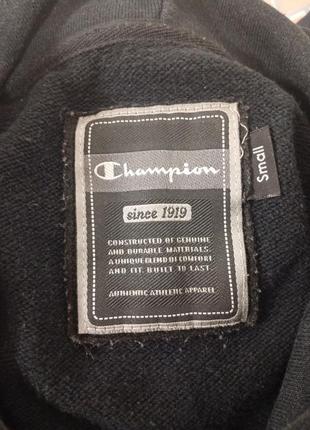 Champion
since 1919
CONSTRUCTED OF GENUINE
AND DURABLE MATERIALS.
A UNIQUE BLEND OF COMFORT
AND FIT. BUILT TO LAST.
AUTHENTIC ATHLETIC APPAREL
Small